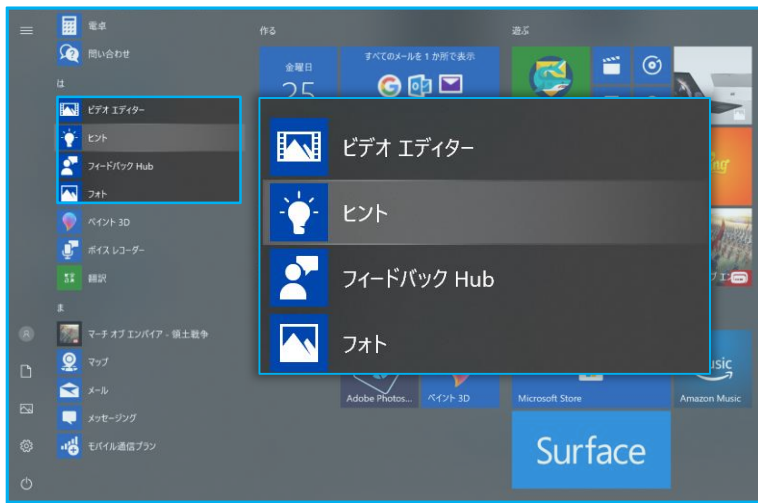 電卓
問い合わせ
は
ビデオ エディター
ヒント
フィードバック Hub
フォト
ペイント 3D
ボイス レコーダー
翻訳
ま
マーチ オブ エンパイア - 領土戦争
マップ
メール
メッセージング
モバイル通信プラン
作る
金曜日
25
すべてのメールを 1 か所で表示
遊ぶ
ビデオ エディター
ヒント
フィードバック Hub
フォト
Adobe Photos...
ペイント 3D
Microsoft Store
Amazon Music
Surface